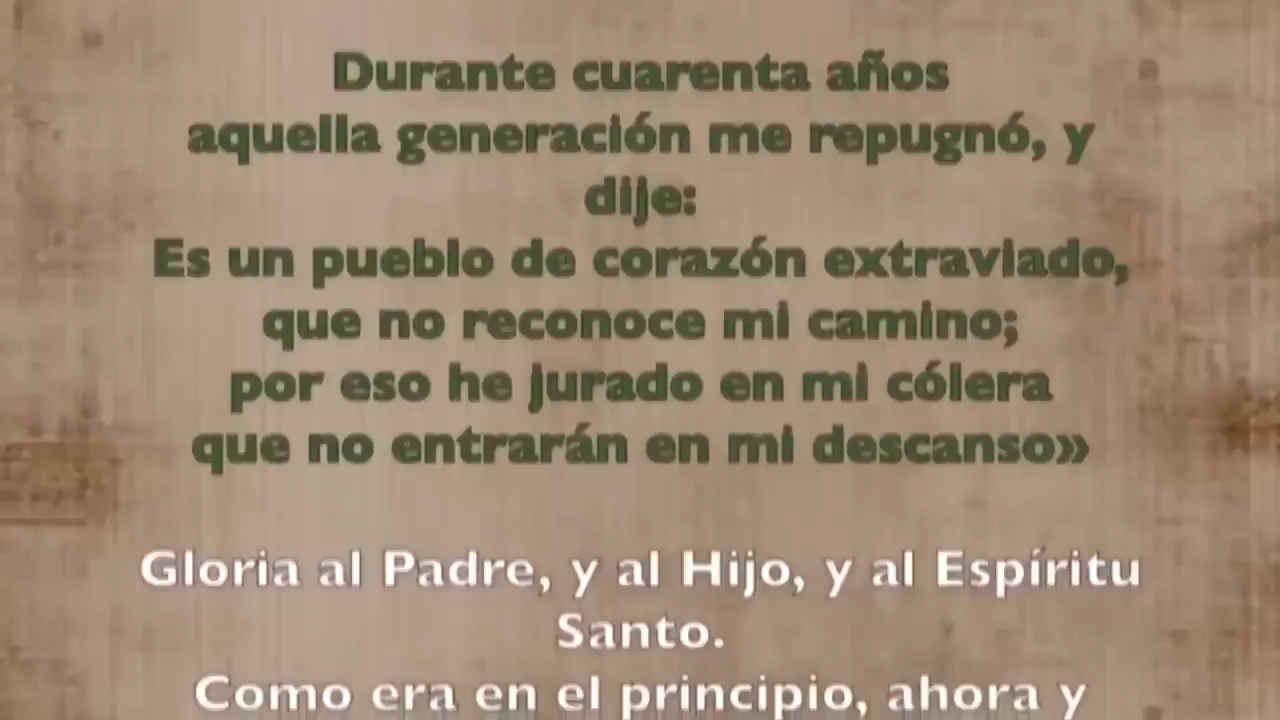 Durante cuarenta años
aquella generación me repugnó, y
dije:
Es un pueblo de corazón extraviado,
que no reconoce mi camino;
por eso he jurado en mi cólera
que no entrarán en mi descanso»
Gloria al Padre, y al Hijo, y al Espíritu
Santo.
Como era en el principio, ahora y